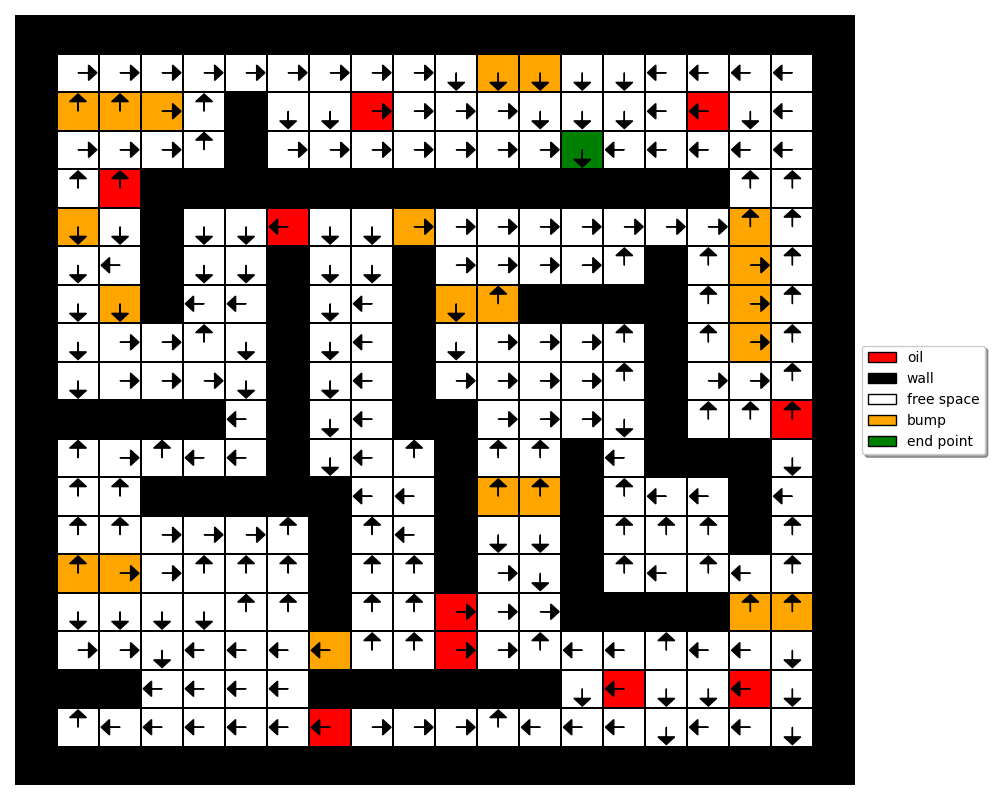 oil
wall
free space
bump
end point